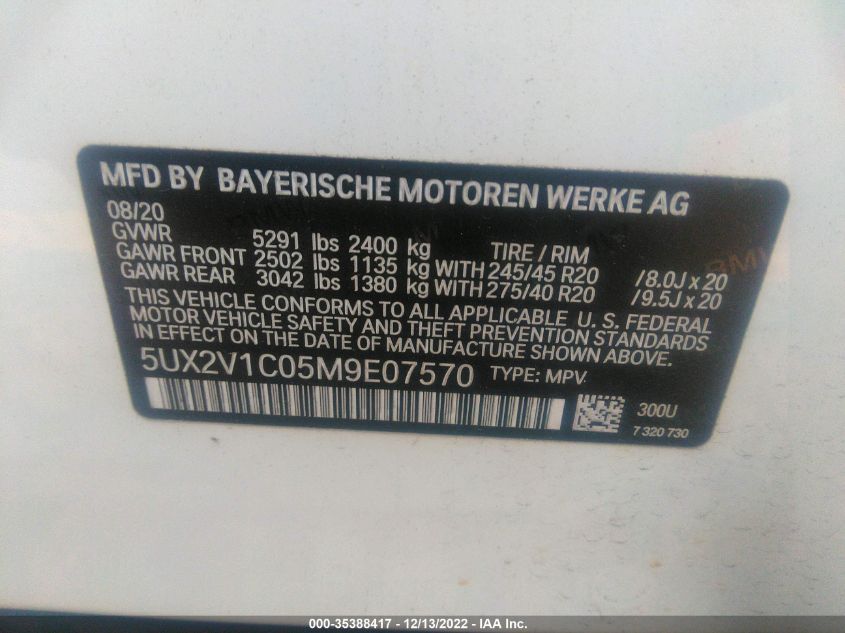 MFD BY BAYERISCHE MOTOREN WERKE AG
08/20
GVWR 5291 lbs 2400 kg TIRE / RIM
GAWR FRONT 2502 lbs 1135 kg WITH 245/45 R20 /8.0J x 20
GAWR REAR 3042 lbs 1380 kg WITH 275/40 R20 /9.5J x 20
THIS VEHICLE CONFORMS TO ALL APPLICABLE U. S. FEDERAL
MOTOR VEHICLE SAFETY AND THEFT PREVENTION STANDARDS
IN EFFECT ON THE DATE OF MANUFACTURE SHOWN ABOVE.
5UX2V1C05M9E07570 TYPE: MPV
300U
7 320 730
000-35388417 - 12/13/2022 - IAA Inc.